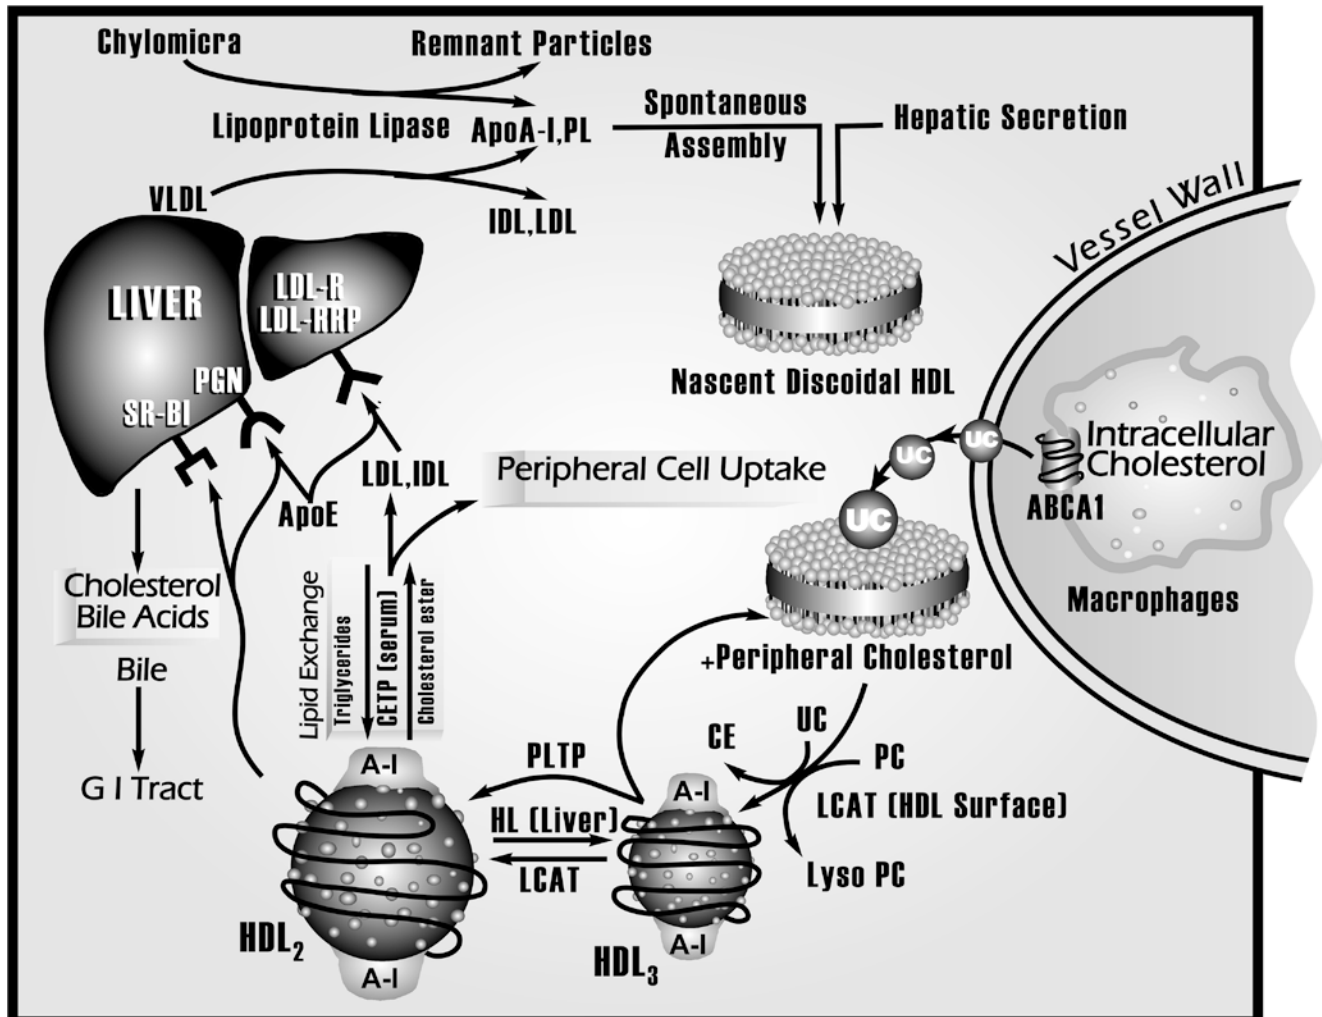 Chylomicra
Remnant Particles
Lipoprotein Lipase
ApoA-I,PL
Spontaneous
Assembly
Hepatic Secretion
VLDL
IDL,LDL
Vessel Wall
LIVER
LDL-R
LDL-RRP
PGN
SR-BI
Nascent Discoidal HDL
UC
UC
UC
Intracellular
Cholesterol
ABCA1
Macrophages
LDL,IDL
Peripheral Cell Uptake
ApoE
Cholesterol
Bile Acids
Bile
G I Tract
Lipid Exchange
Triglycerides
CETP (serum)
Cholesterol ester
+Peripheral Cholesterol
UC
CE
PC
LCAT (HDL Surface)
Lyso PC
PLTP
HL (Liver)
LCAT
A-I
A-I
HDL2
A-I
A-I
HDL3